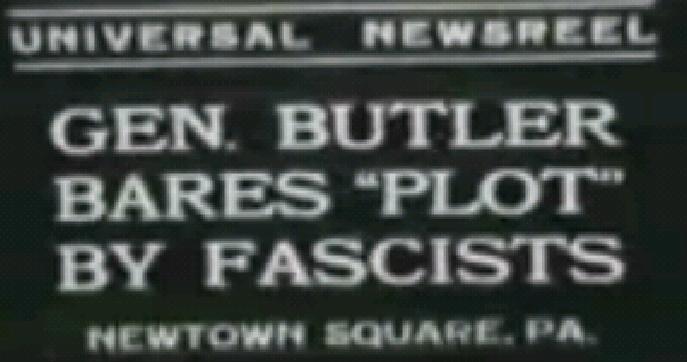 UNIVERSAL NEWSREEL
GEN. BUTLER
BARES "PLOT"
BY FASCISTS
NEWTOWN SQUARE, PA.